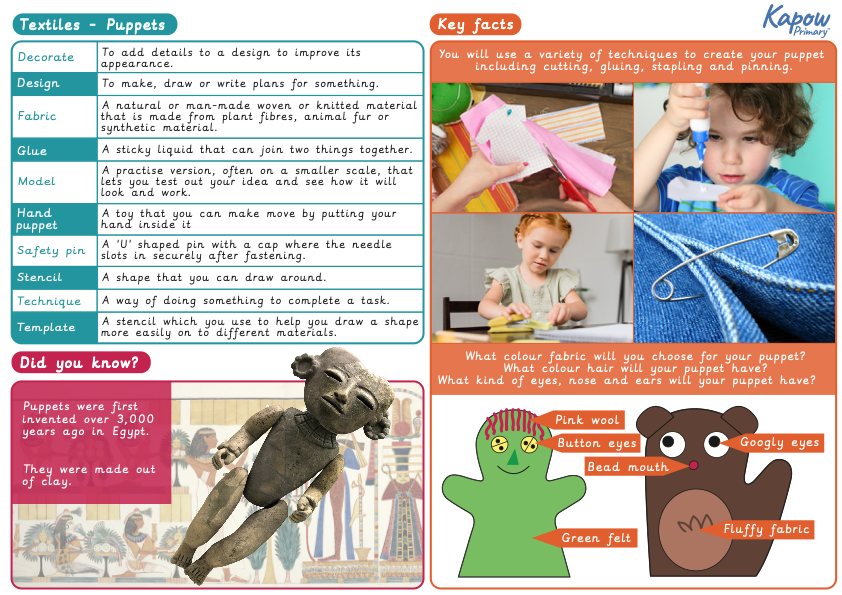 Textiles - Puppets
Decorate
To add details to a design to improve its
appearance.
Design
To make, draw or write plans for something.
Fabric
A natural or man-made woven or knitted material
that is made from plant fibres, animal fur or
synthetic material.
Glue
A sticky liquid that can join two things together.
Model
A practise version, often on a smaller scale, that
lets you test out your idea and see how it will
look and work.
Hand
puppet
A toy that you can make move by putting your
hand inside it
Safety pin
A 'U' shaped pin with a cap where the needle
slots in securely after fastening.
Stencil
A shape that you can draw around.
Technique
A way of doing something to complete a task.
Template
A stencil which you use to help you draw a shape
more easily on to different materials.
Did you know?
Puppets were first
invented over 3,000
years ago in Egypt.
They were made out
of clay.
Key facts
Kapow
Primary™
You will use a variety of techniques to create your puppet
including cutting, gluing, stapling and pinning.
What colour fabric will you choose for your puppet?
What colour hair will your puppet have?
What kind of eyes, nose and ears will your puppet have?
Pink wool
Button eyes
Googly eyes
Bead mouth
Fluffy fabric
Green felt